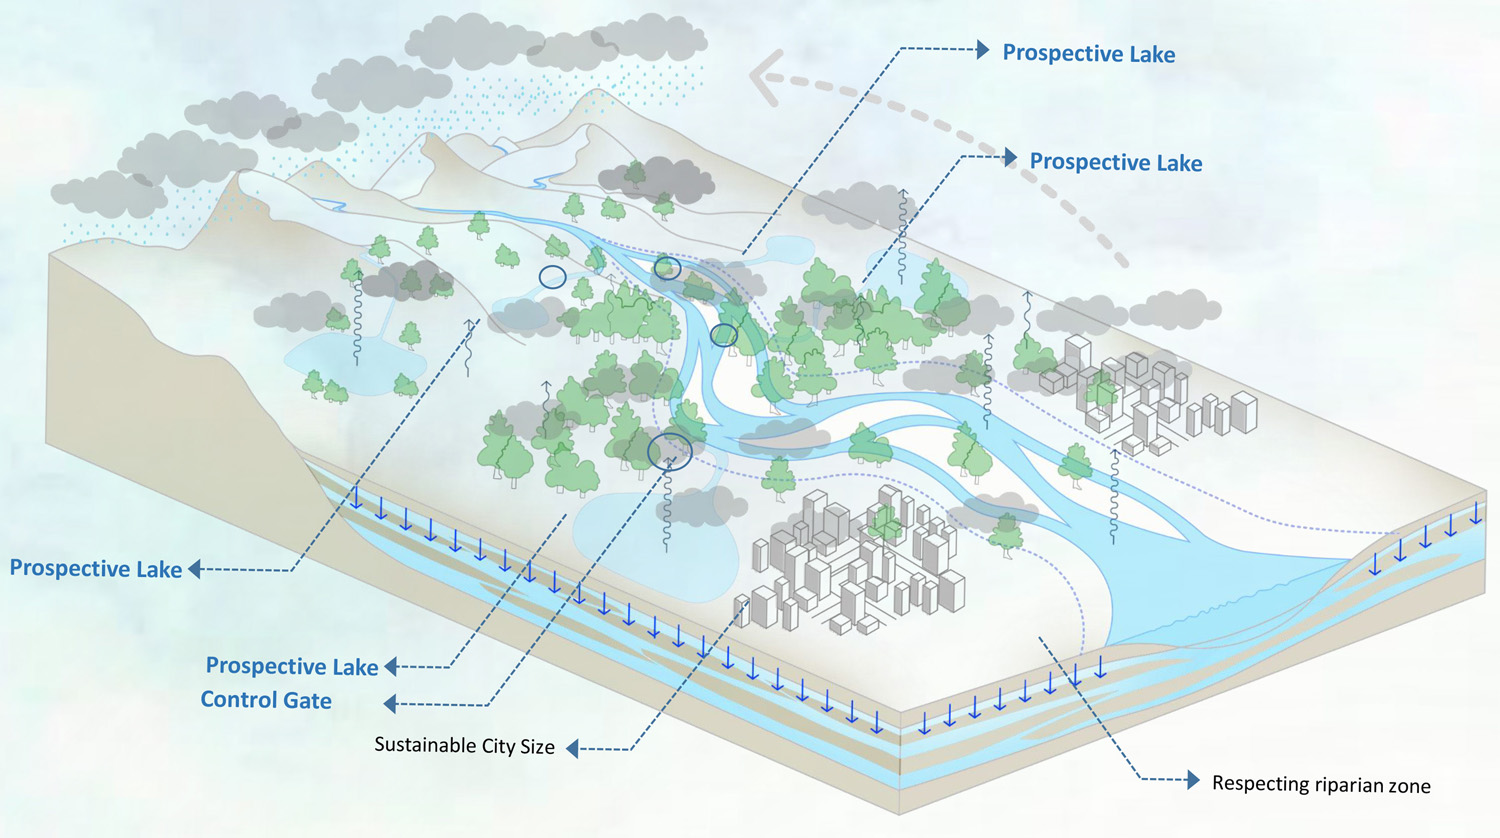 Prospective Lake
Prospective Lake
Prospective Lake
Prospective Lake
Control Gate
Sustainable City Size
Respecting riparian zone